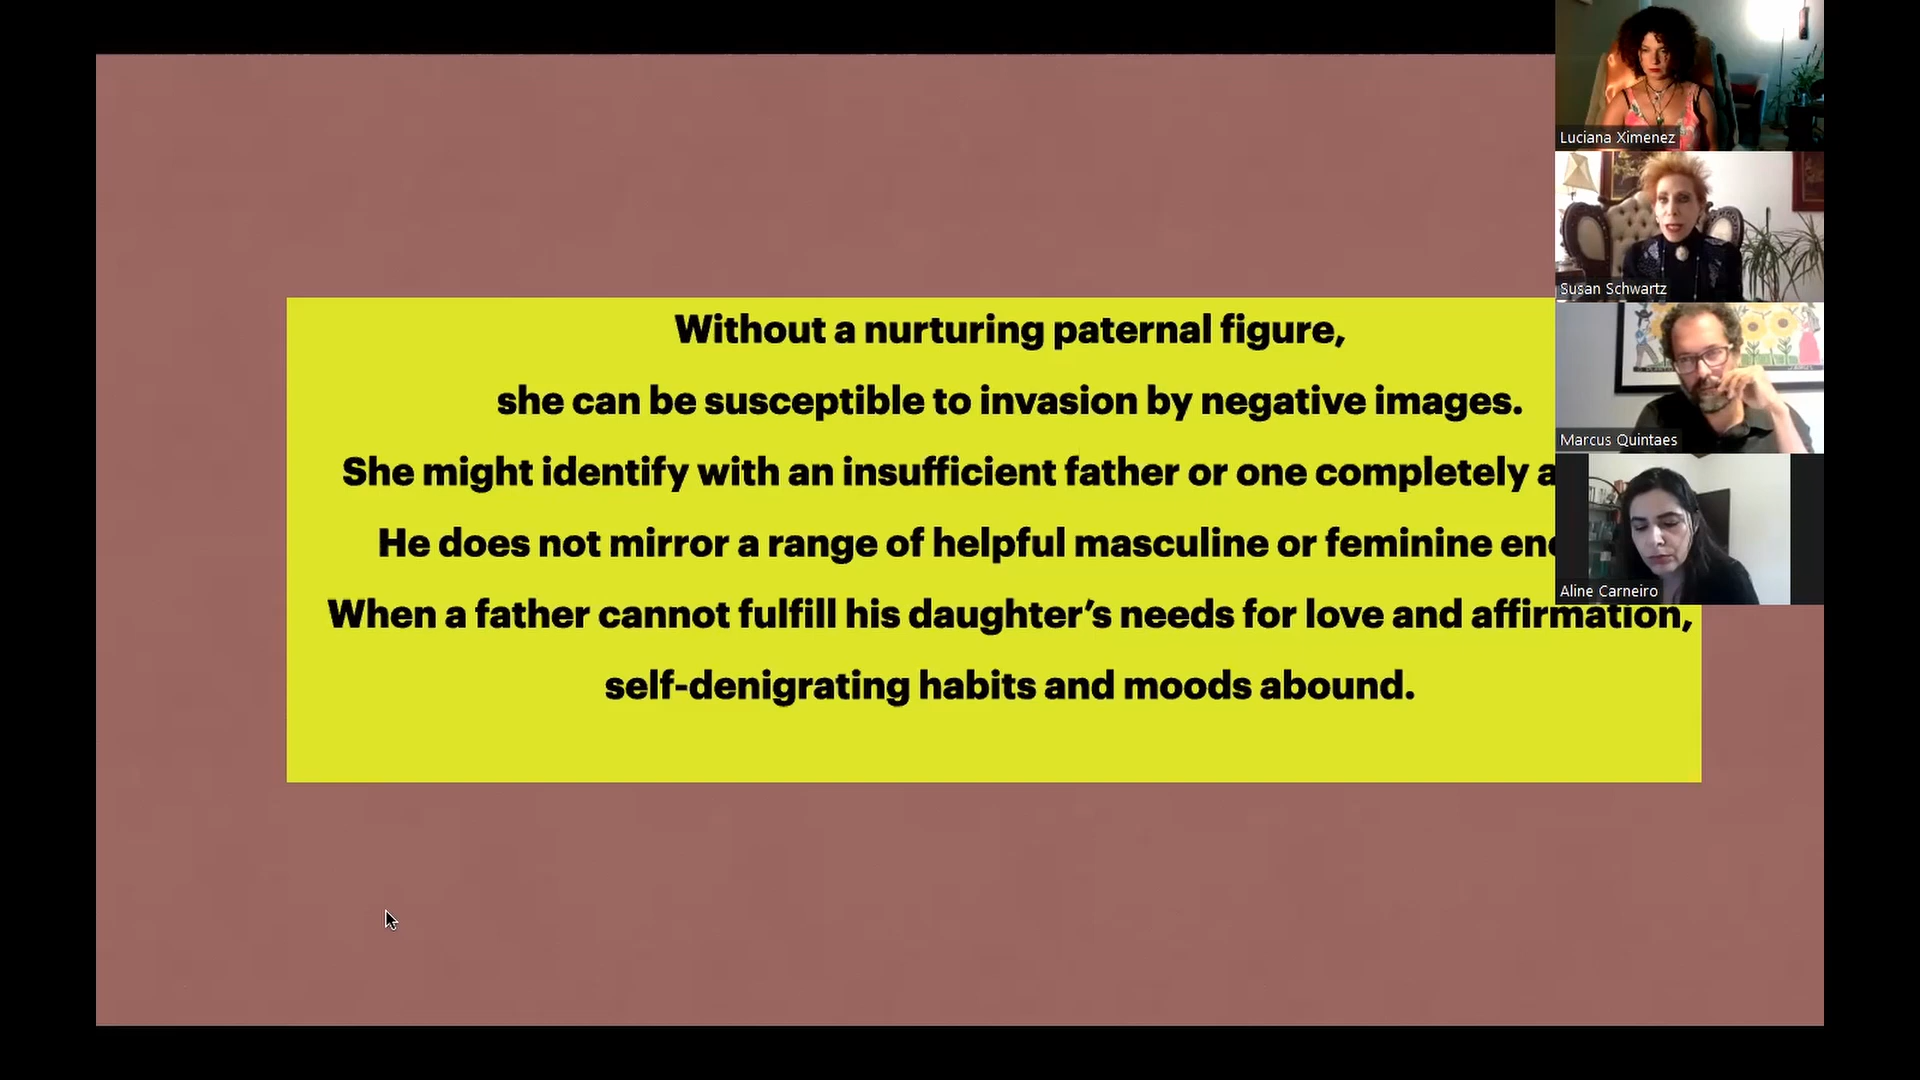 Without a nurturing paternal figure,
she can be susceptible to invasion by negative images.
She might identify with an insufficient father or one completely
He does not mirror a range of helpful masculine or feminine
When a father cannot fulfill his daughter’s needs for love and affirmation,
self-denigrating habits and moods abound.
Luciana Ximenez
Susan Schwartz
Marcus Quintaes
Aline Carneiro